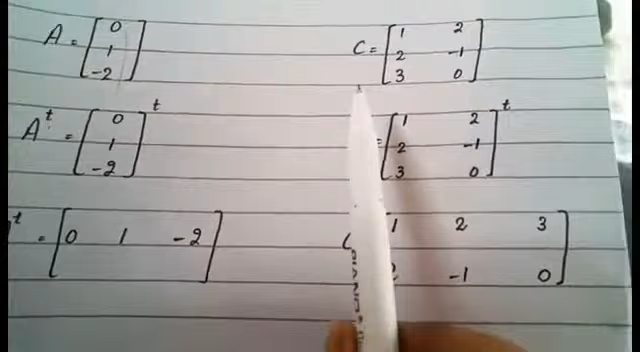 A = [ 0
1
-2 ]
C = [ 1 2
2 -1
3 0 ]
A^t = [ 0
1
-2 ]^t
= [ 1 2
2 -1
3 0 ]^t
t = [ 0 1 -2 ]
1 2 3
-1 0 ]